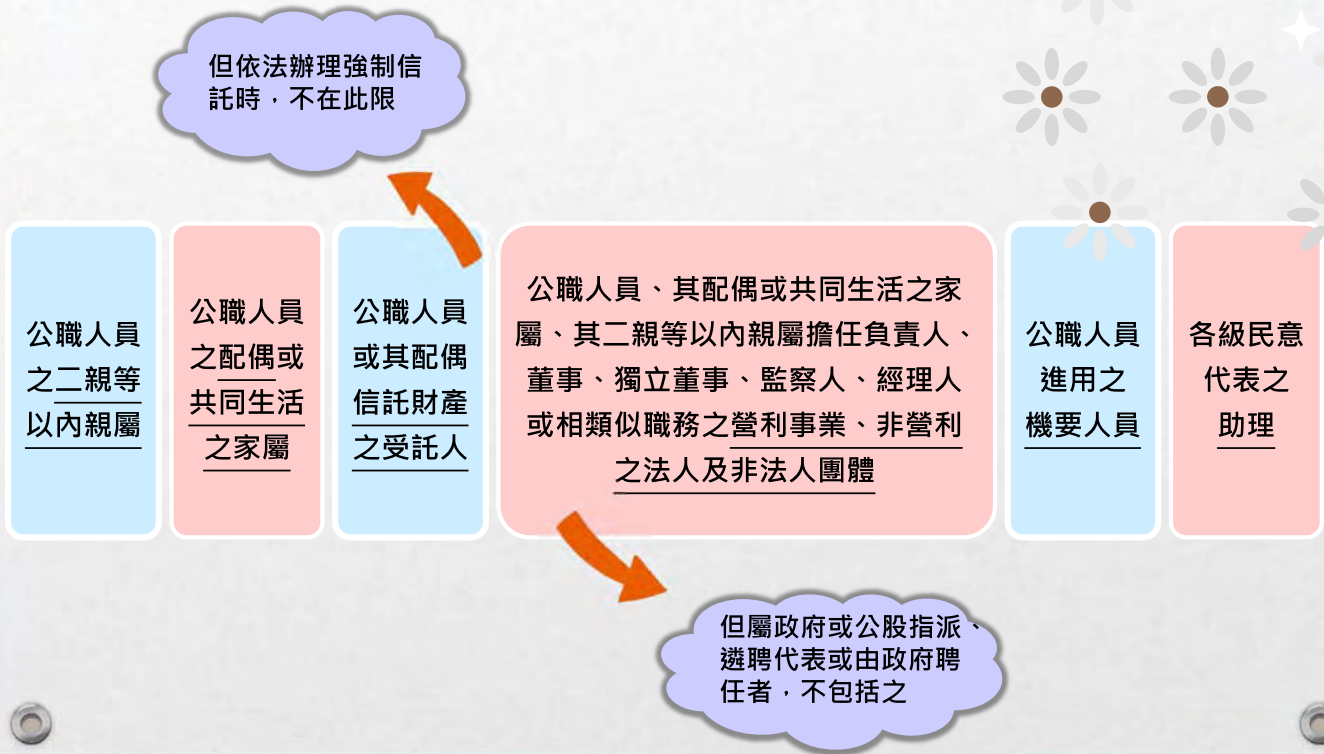 但依法辦理強制信
託時，不在此限
公職人員
之二親等
以內親屬
公職人員
之配偶或
共同生活
之家屬
公職人員
或其配偶
信託財產
之受託人
公職人員、其配偶或共同生活之家
屬、其二親等以內親屬擔任負責人、
董事、獨立董事、監察人、經理人
或相類似職務之營利事業、非營利
之法人及非法人團體
公職人員
進用之
機要人員
各級民意
代表之
助理
但屬政府或公股指派、
遴聘代表或由政府聘
任者，不包括之